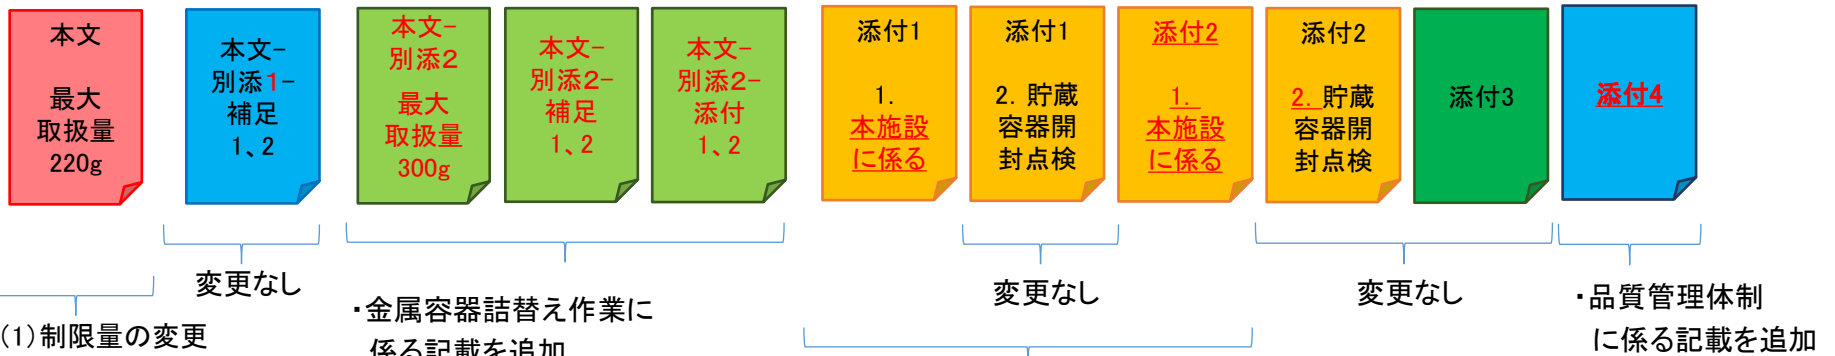 本文
最大
取扱量
220g
本文-
別添1-
補足
1、2
本文-
別添2
最大
取扱量
300g
本文-
別添2-
補足
1、2
本文-
別添2-
添付
1、2
添付1
1.
本施設
に係る
添付1
2. 貯蔵
容器開
封点検
添付2
1.
本施設
に係る
添付2
2. 貯蔵
容器開
封点検
添付3
添付4
変更なし
変更なし
変更なし
(1)制限量の変更
・金属容器詰替え作業に
係る記載を追加
・品質管理体制
に係る記載を追加